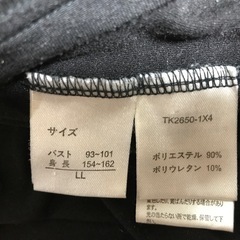 サイズ
バスト 93-101
身長 154-162
LL
TK2650-1X4
ポリエステル 90%
ポリウレタン 10%